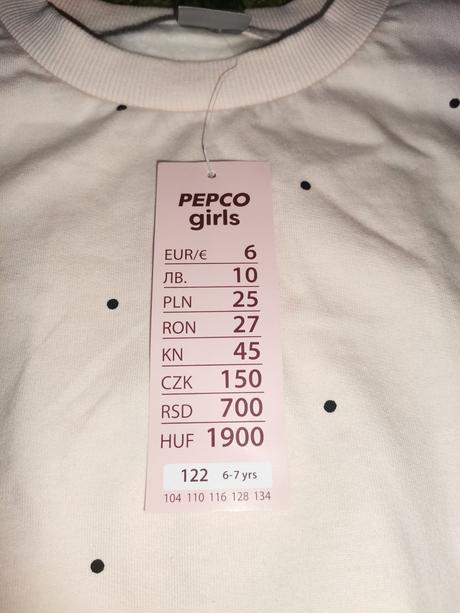 PEPCO
girls
EUR/€ 6
ЛВ. 10
PLN 25
RON 27
KN 45
CZK 150
RSD 700
HUF 1900
122 6-7 yrs
104 110 116 128 134